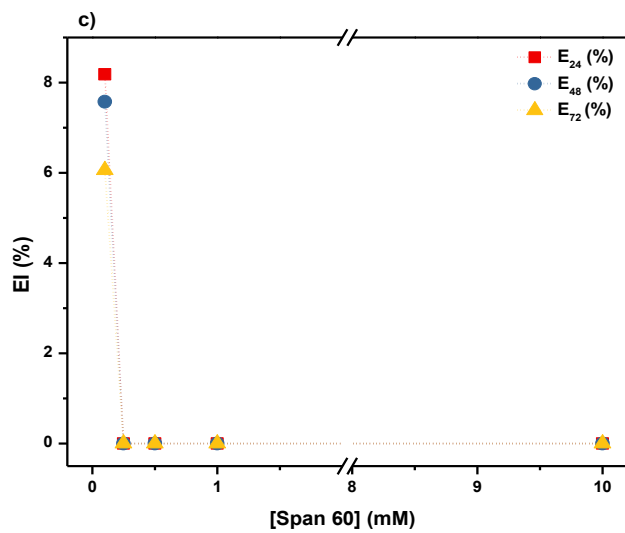 c)
E24 (%)
E48 (%)
E72 (%)
8
6
4
2
0
EI (%)
0 1 8 9 10
[Span 60] (mM)